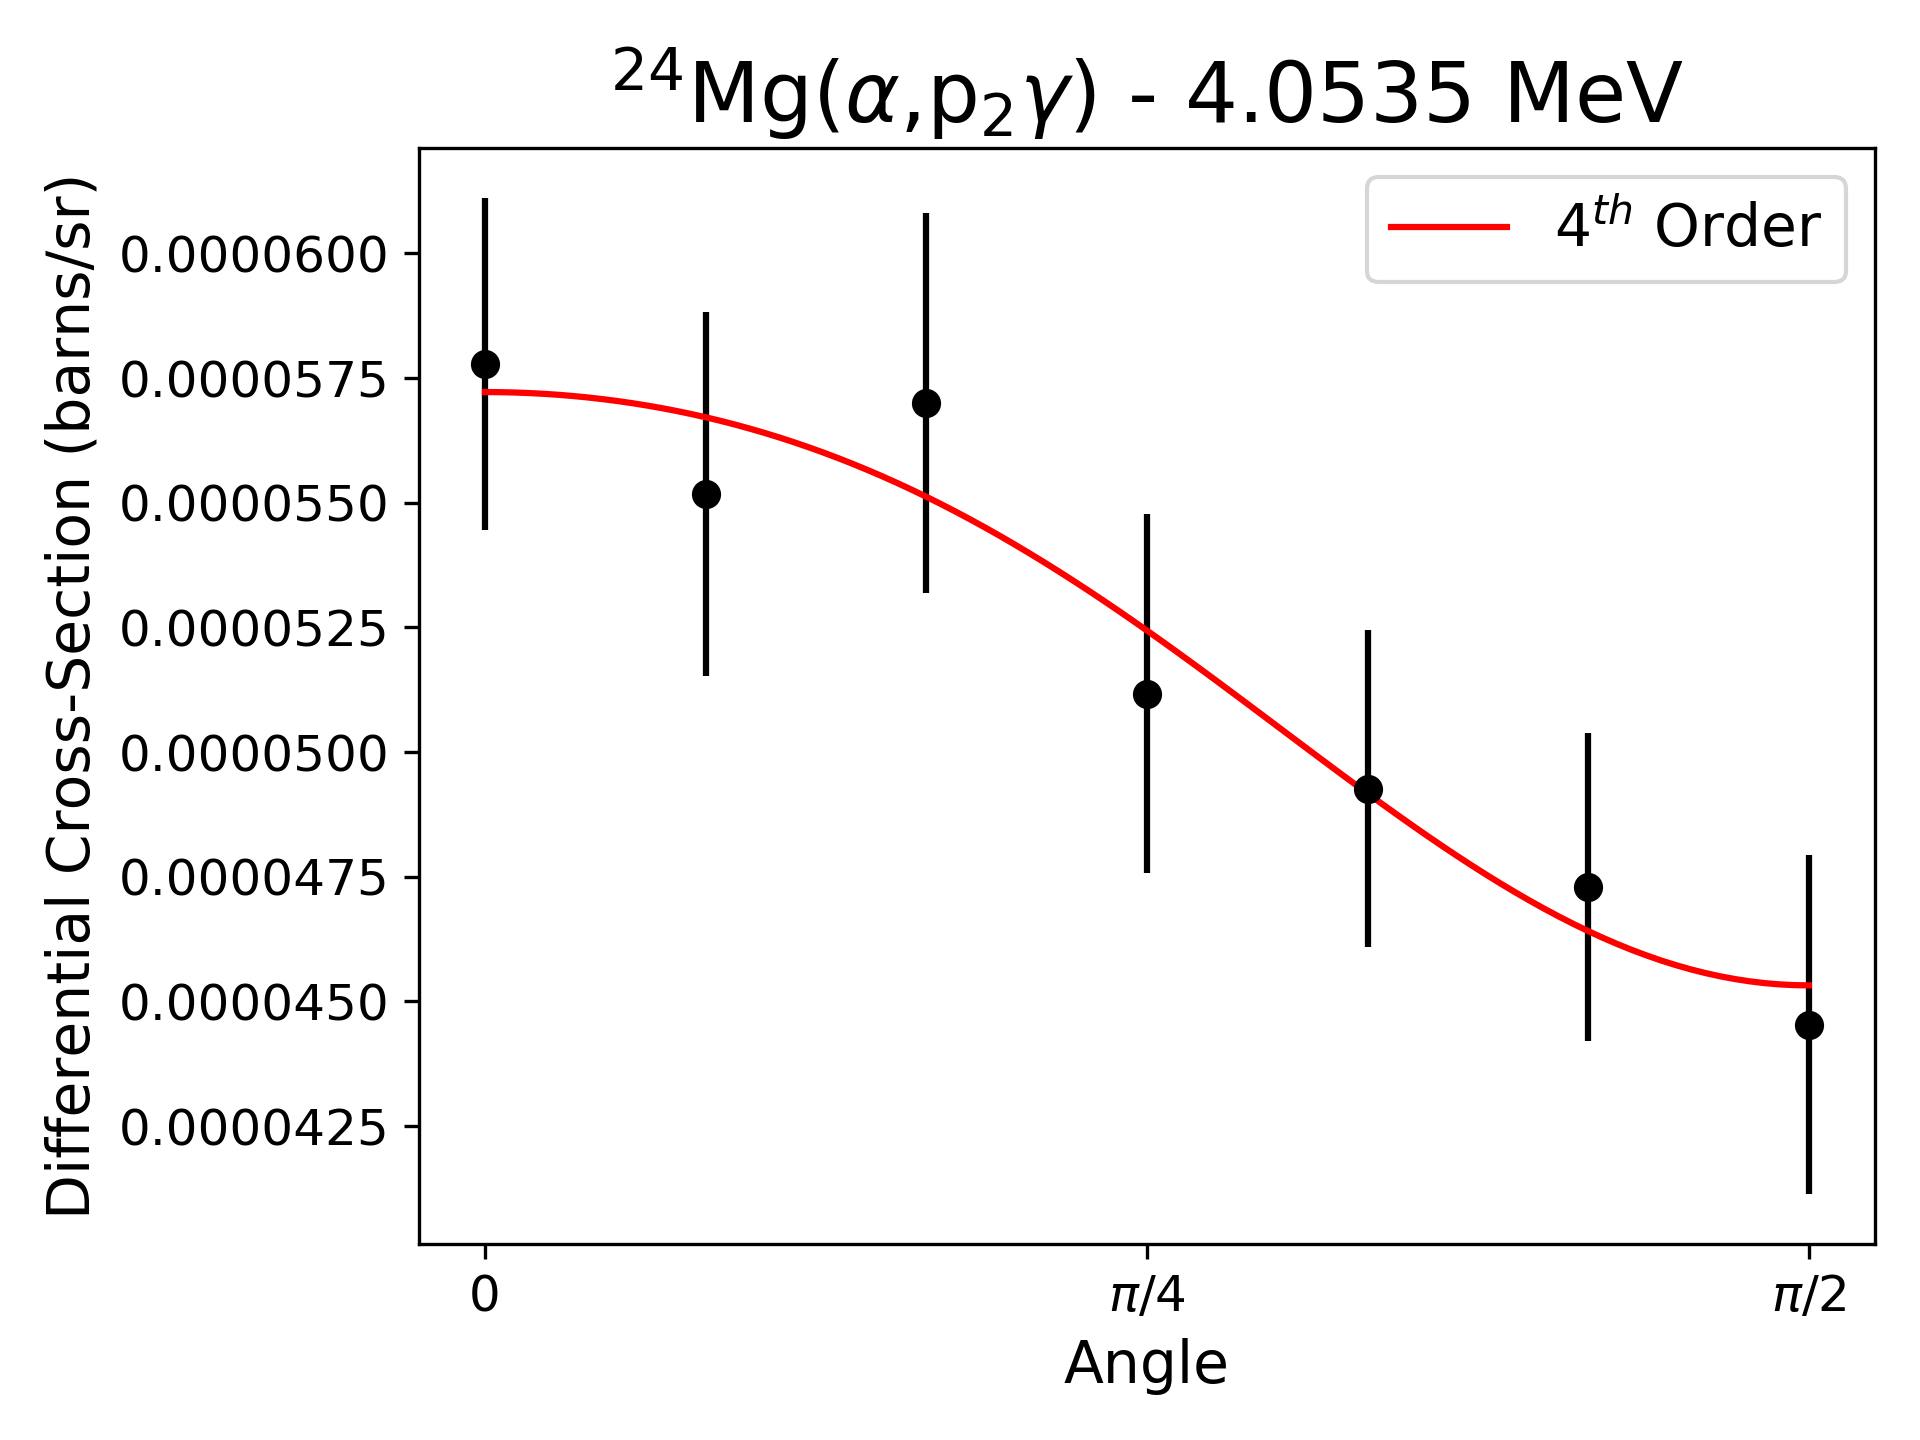 ²⁴Mg(α,p₂γ) - 4.0535 MeV
4ᵗʰ Order
Differential Cross-Section (barns/sr)
0.0000600
0.0000575
0.0000550
0.0000525
0.0000500
0.0000475
0.0000450
0.0000425
0 π/4 π/2
Angle